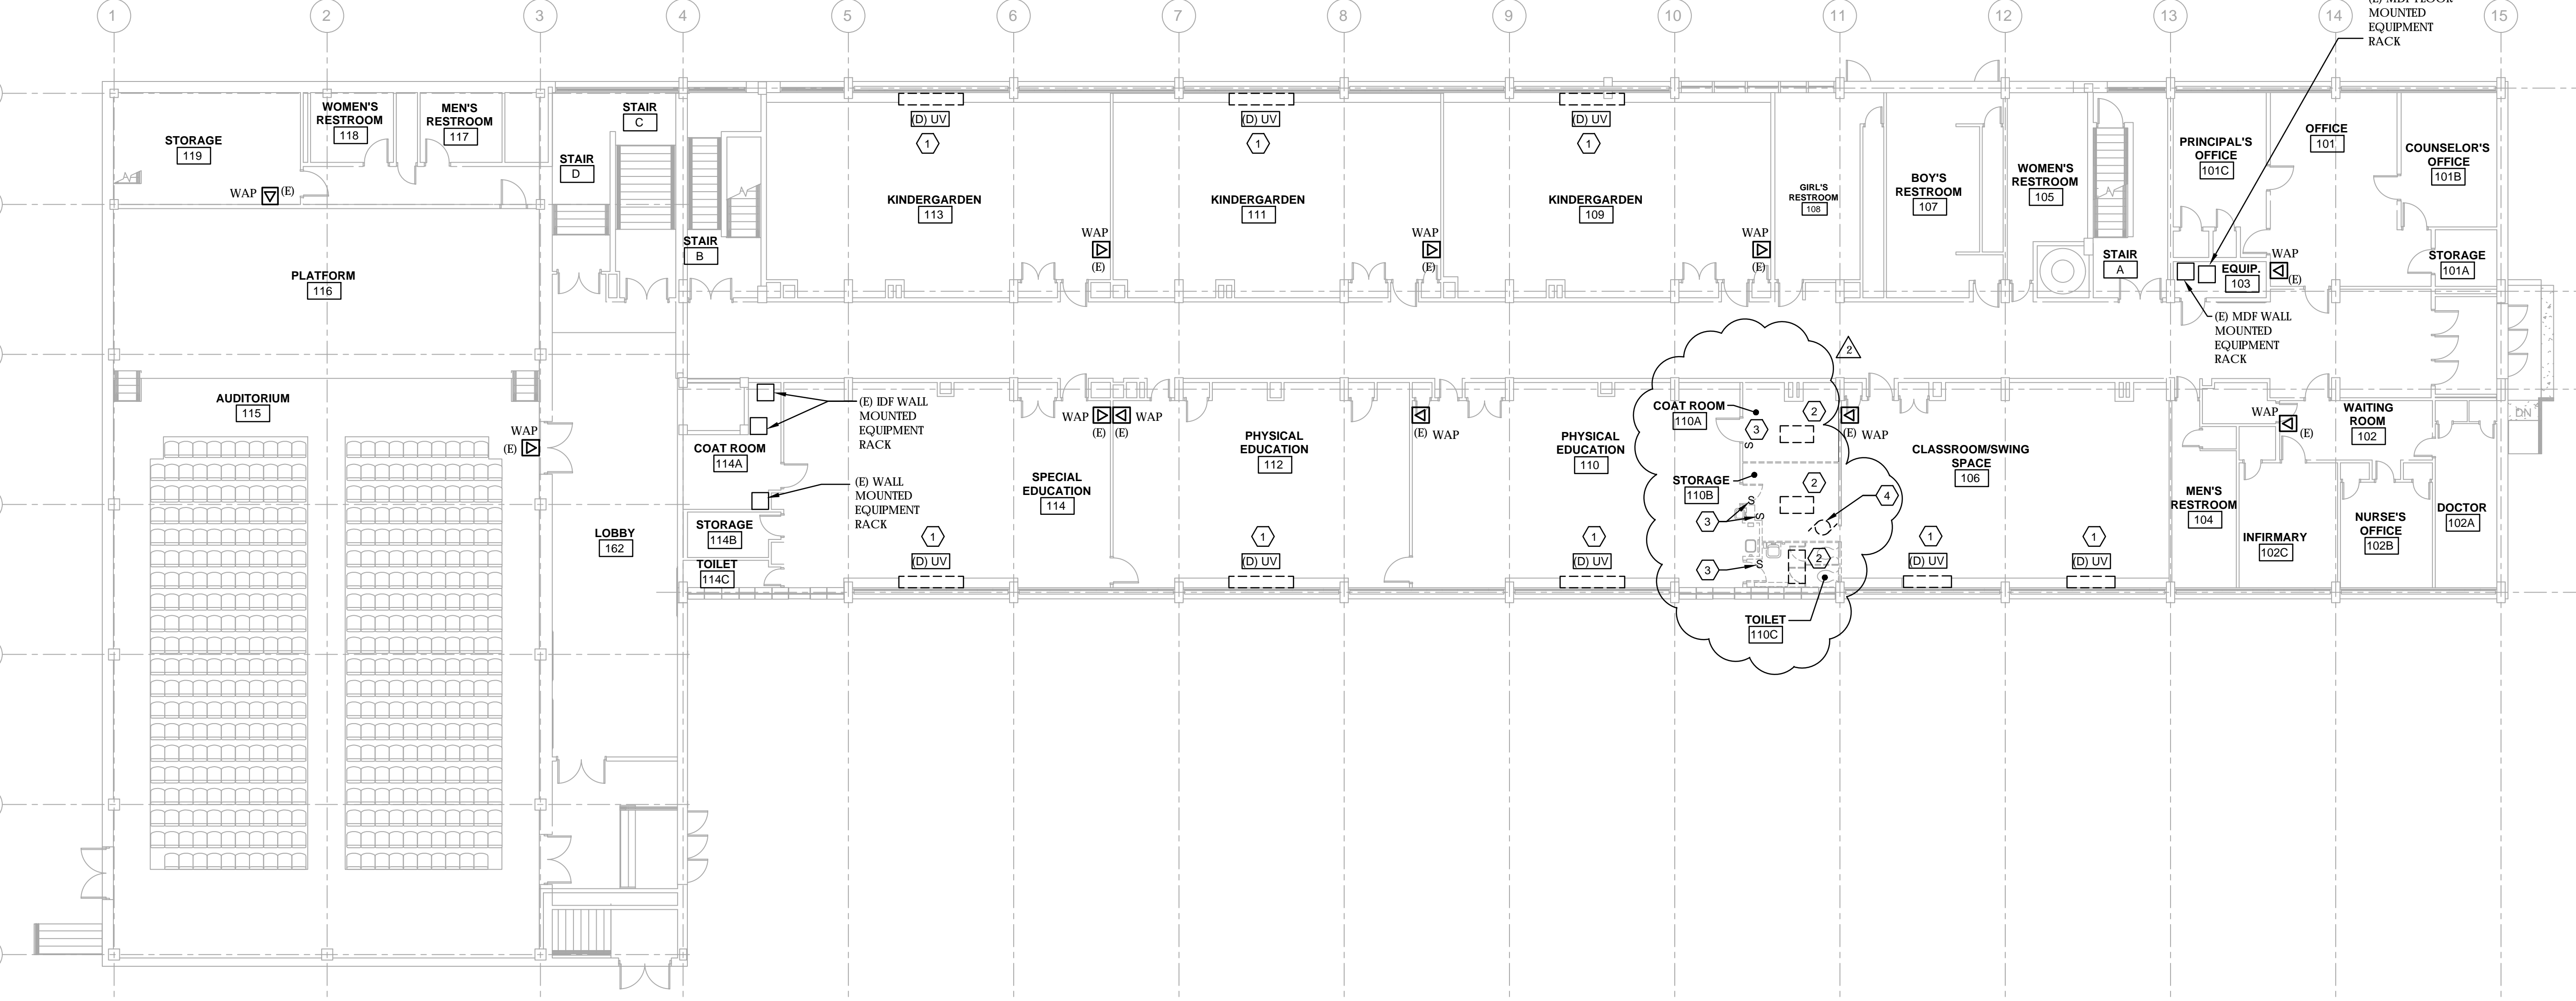 1 2 3 4 5 6 7 8 9 10 11 12 13 14 15
(E) MDF FLOOR
MOUNTED
EQUIPMENT
RACK
STORAGE
119
WOMEN'S
RESTROOM
118
MEN'S
RESTROOM
117
STAIR
C
STAIR
D
STAIR
B
WAP (E)
PLATFORM
116
(D) UV
1
KINDERGARDEN
113
WAP
(E)
(D) UV
1
KINDERGARDEN
111
WAP
(E)
(D) UV
1
KINDERGARDEN
109
WAP
(E)
GIRL'S
RESTROOM
108
BOY'S
RESTROOM
107
WOMEN'S
RESTROOM
105
STAIR
A
PRINCIPAL'S
OFFICE
101C
OFFICE
101
COUNSELOR'S
OFFICE
101B
STORAGE
101A
EQUIP.
103
WAP
(E)
(E) MDF WALL
MOUNTED
EQUIPMENT
RACK
AUDITORIUM
115
WAP
(E)
LOBBY
162
(E) IDF WALL
MOUNTED
EQUIPMENT
RACK
COAT ROOM
114A
(E) WALL
MOUNTED
EQUIPMENT
RACK
STORAGE
114B
TOILET
114C
SPECIAL
EDUCATION
114
1
(D) UV
WAP
(E)
WAP
(E)
PHYSICAL
EDUCATION
112
1
(D) UV
(E) WAP
PHYSICAL
EDUCATION
110
1
(D) UV
2
COAT ROOM
110A
2
3
S
STORAGE
110B
2
4
S
S
3
2
3
S
TOILET
110C
(E) WAP
CLASSROOM/SWING
SPACE
106
1
(D) UV
1
(D) UV
MEN'S
RESTROOM
104
WAP
(E)
WAITING
ROOM
102
INFIRMARY
102C
NURSE'S
OFFICE
102B
DOCTOR
102A
DN